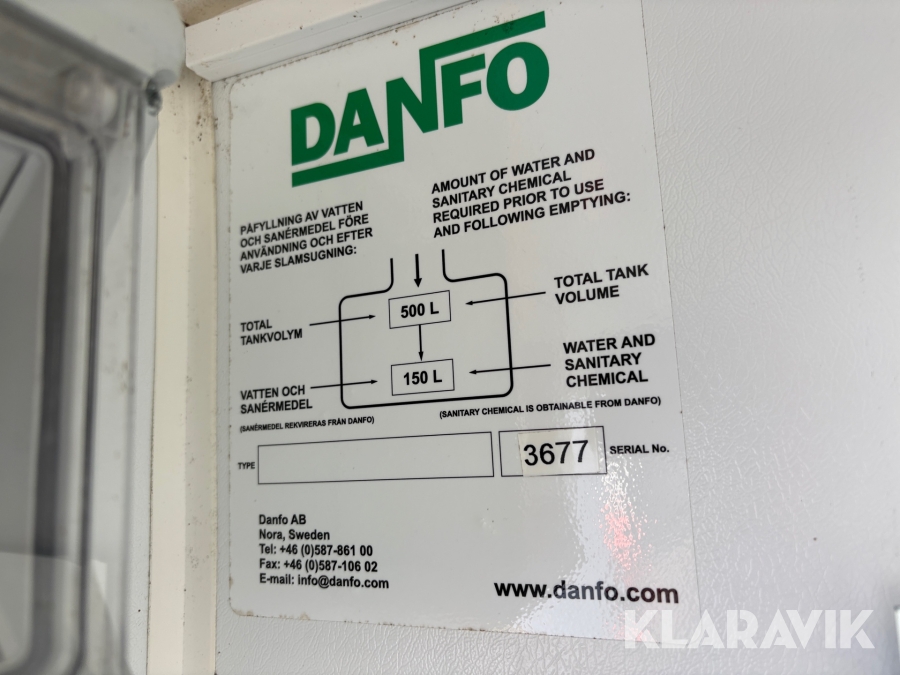 DANFO
PÅFYLLNING AV VATTEN
OCH SANÉRMEDEL FÖRE
ANVÄNDNING OCH EFTER
VARJE SLAMSUGNING:
AMOUNT OF WATER AND
SANITARY CHEMICAL
REQUIRED PRIOR TO USE
AND FOLLOWING EMPTYING:
TOTAL
TANKVOLYM
500 L
TOTAL TANK
VOLUME
VATTEN OCH
SANÉRMEDEL
150 L
WATER AND
SANITARY
CHEMICAL
(SANÉRMEDEL REKVIRERAS FRÅN DANFO)
(SANITARY CHEMICAL IS OBTAINABLE FROM DANFO)
TYPE
3677
SERIAL No.
Danfo AB
Nora, Sweden
Tel: +46 (0)587-861 00
Fax: +46 (0)587-106 02
E-mail: info@danfo.com
www.danfo.com
KLARAVIK